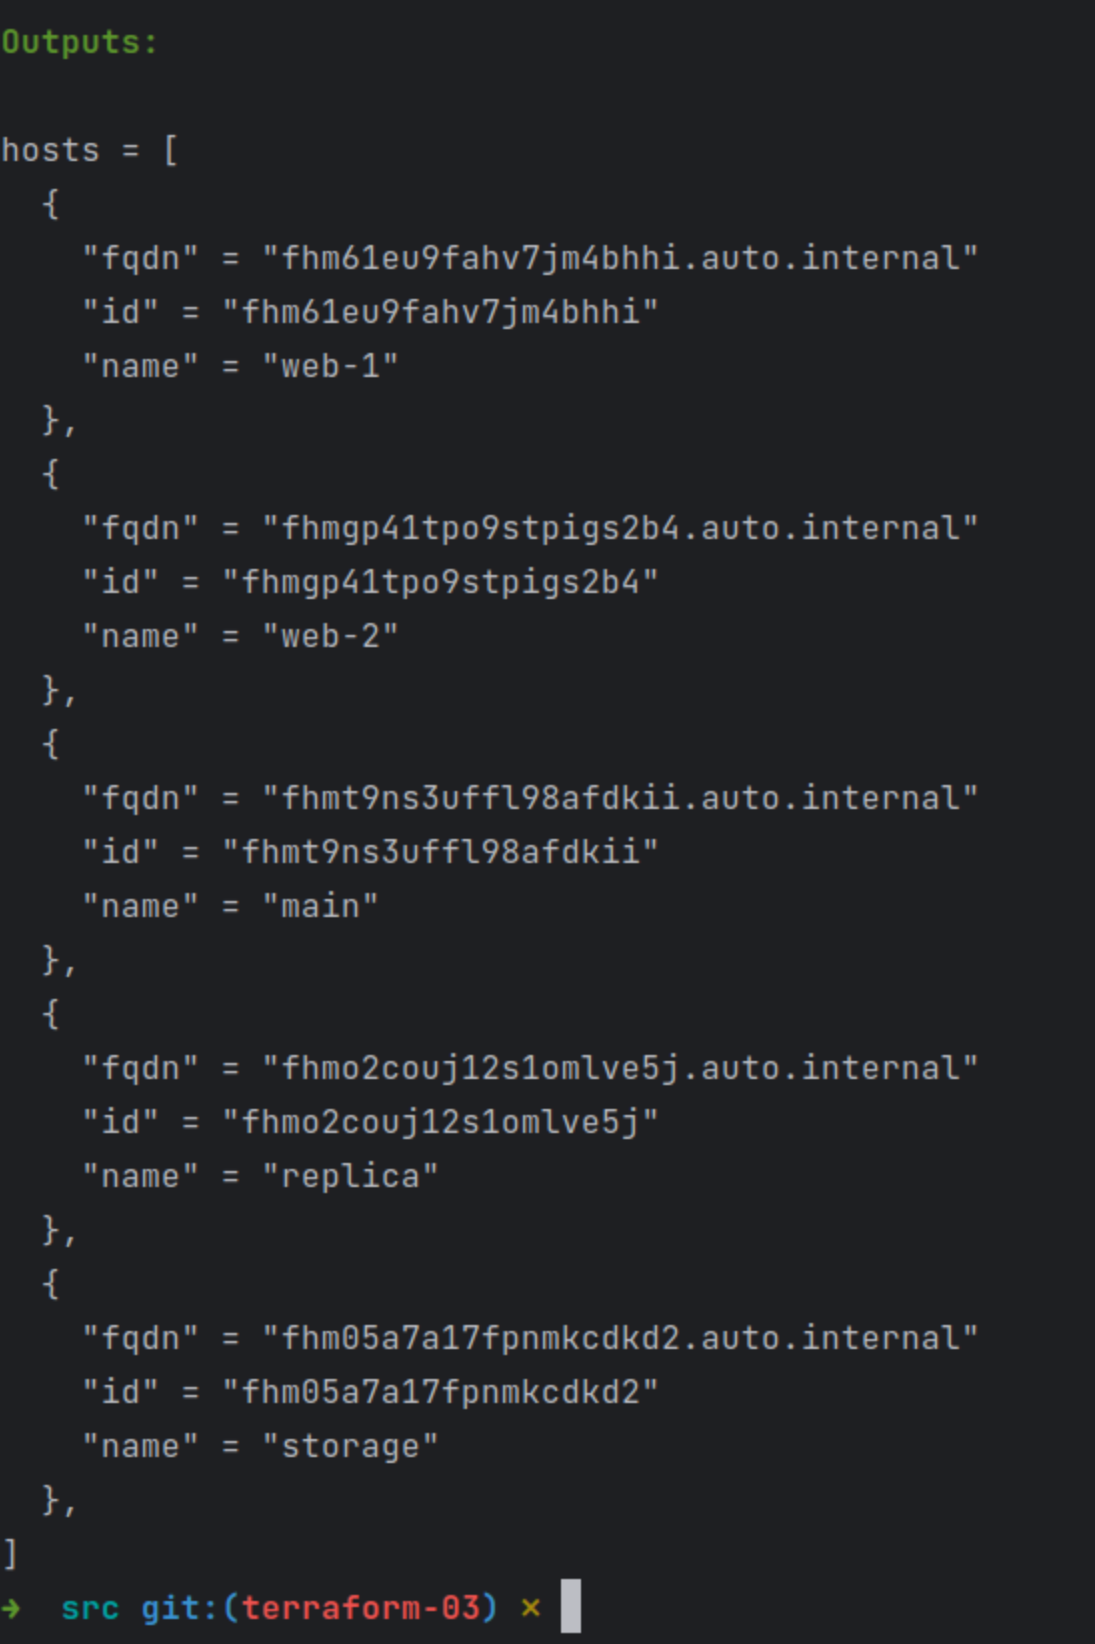 Outputs:
hosts = [
  {
    "fqdn" = "fhm61eu9fahv7jm4bhhi.auto.internal"
    "id" = "fhm61eu9fahv7jm4bhhi"
    "name" = "web-1"
  },
  {
    "fqdn" = "fhmgp41tpo9stpigs2b4.auto.internal"
    "id" = "fhmgp41tpo9stpigs2b4"
    "name" = "web-2"
  },
  {
    "fqdn" = "fhmt9ns3uffl98afdkii.auto.internal"
    "id" = "fhmt9ns3uffl98afdkii"
    "name" = "main"
  },
  {
    "fqdn" = "fhmo2couj12s1omlve5j.auto.internal"
    "id" = "fhmo2couj12s1omlve5j"
    "name" = "replica"
  },
  {
    "fqdn" = "fhm05a7a17fpnmkcdkd2.auto.internal"
    "id" = "fhm05a7a17fpnmkcdkd2"
    "name" = "storage"
  },
]
→  src git:(terraform-03) ×